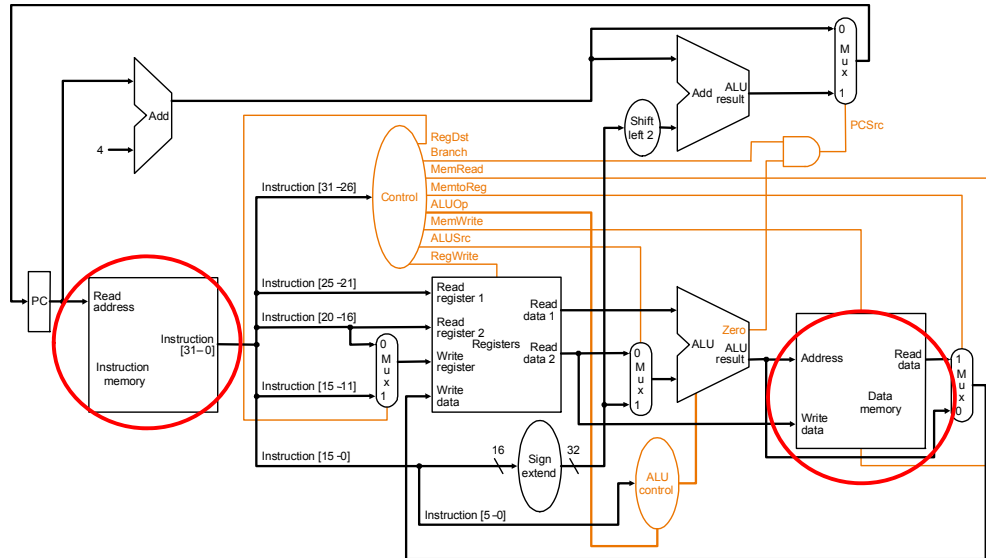 0
M
u
x
1
Add
ALU
result
Add
4
Shift
left 2
PCSrc
RegDst
Branch
MemRead
MemtoReg
ALUOp
MemWrite
ALUSrc
RegWrite
Control
Instruction [31–26]
PC
Read
address
Instruction
[31–0]
Instruction
memory
Instruction [25–21]
Instruction [20–16]
Instruction [15–11]
0
M
u
x
1
Read
register 1
Read
register 2
Write
register
Write
data
Registers
Read
data 1
Read
data 2
0
M
u
x
1
Zero
ALU
ALU
result
Address
Write
data
Read
data
Data
memory
1
M
u
x
0
Instruction [15–0]
16
Sign
extend
32
ALU
control
Instruction [5–0]